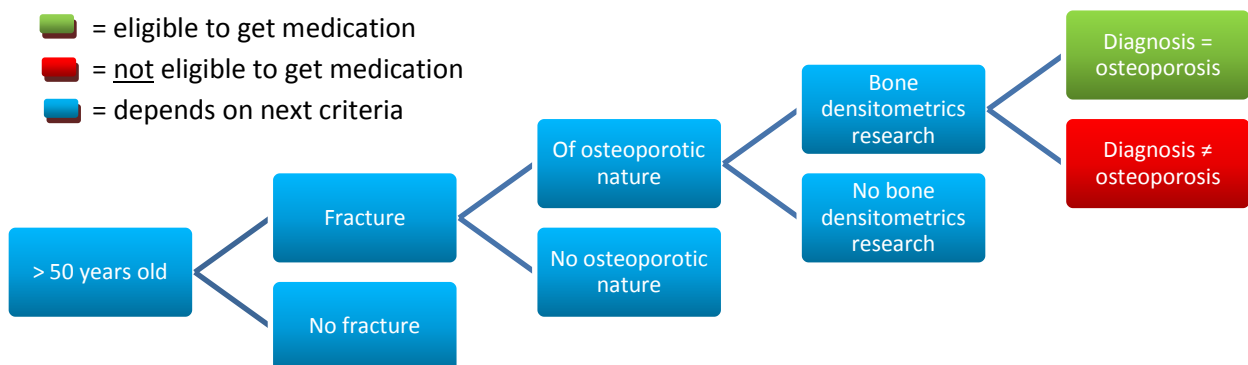 = eligible to get medication
= not eligible to get medication
= depends on next criteria
> 50 years old
Fracture
No fracture
Of osteoporotic
nature
No osteoporotic
nature
Bone
densitometrics
research
No bone
densitometrics
research
Diagnosis =
osteoporosis
Diagnosis ≠
osteoporosis